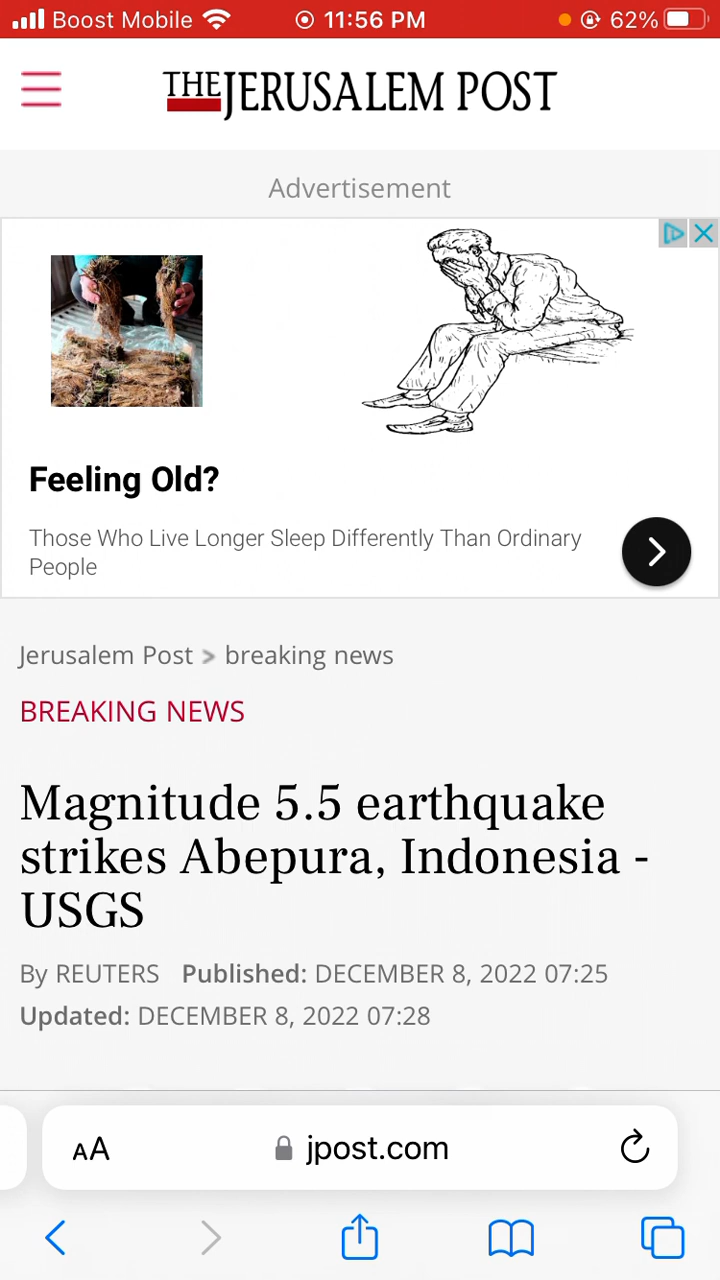 Boost Mobile 11:56 PM 62%
THE JERUSALEM POST
Advertisement
Feeling Old?
Those Who Live Longer Sleep Differently Than Ordinary
People
Jerusalem Post > breaking news
BREAKING NEWS
Magnitude 5.5 earthquake
strikes Abepura, Indonesia -
USGS
By REUTERS Published: DECEMBER 8, 2022 07:25
Updated: DECEMBER 8, 2022 07:28
AA jpost.com